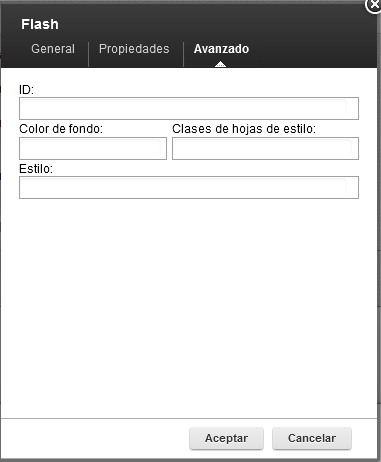 Flash
General Propiedades Avanzado
ID:
Color de fondo: Clases de hojas de estilo:
Estilo:
Aceptar Cancelar